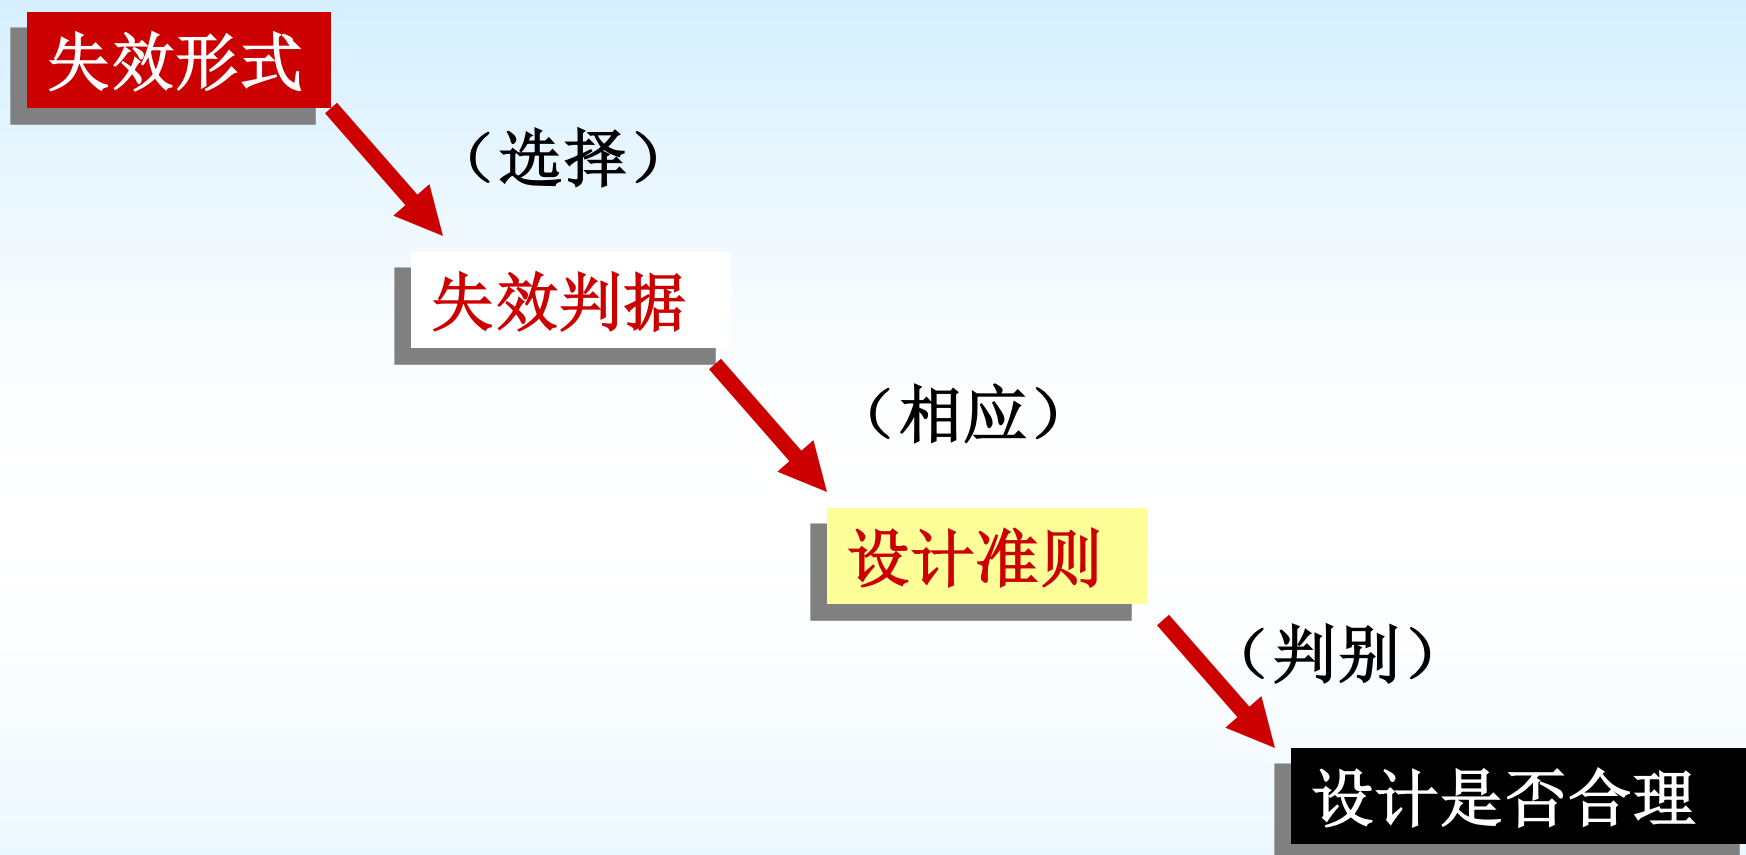 失效形式
（选择）
失效判据
（相应）
设计准则
（判别）
设计是否合理